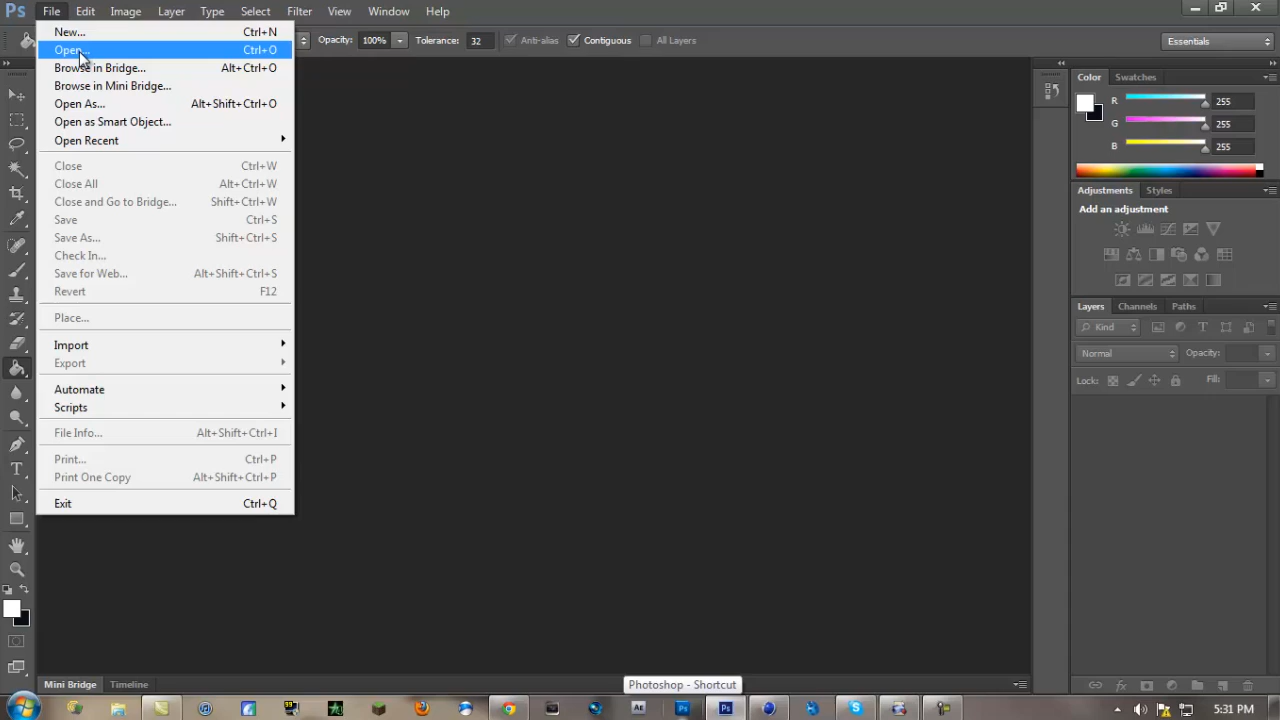 Ps File Edit Image Layer Type Select Filter View Window Help
Opacity: 100% Tolerance: 32 Anti-alias Contiguous All Layers Essentials
New... Ctrl+N
Open... Ctrl+O
Browse in Bridge... Alt+Ctrl+O
Browse in Mini Bridge...
Open As... Alt+Shift+Ctrl+O
Open as Smart Object...
Open Recent
Close Ctrl+W
Close All Alt+Ctrl+W
Close and Go to Bridge... Shift+Ctrl+W
Save Ctrl+S
Save As... Shift+Ctrl+S
Check In...
Save for Web... Alt+Shift+Ctrl+S
Revert F12
Place...
Import
Export
Automate
Scripts
File Info... Alt+Shift+Ctrl+I
Print... Ctrl+P
Print One Copy Alt+Shift+Ctrl+P
Exit Ctrl+Q
Color Swatches
R 255
G 255
B 255
Adjustments Styles
Add an adjustment
Layers Channels Paths
Kind
Normal Opacity:
Lock: Fill:
Mini Bridge Timeline
Photoshop - Shortcut
99
AE Ps Ps
5:31 PM